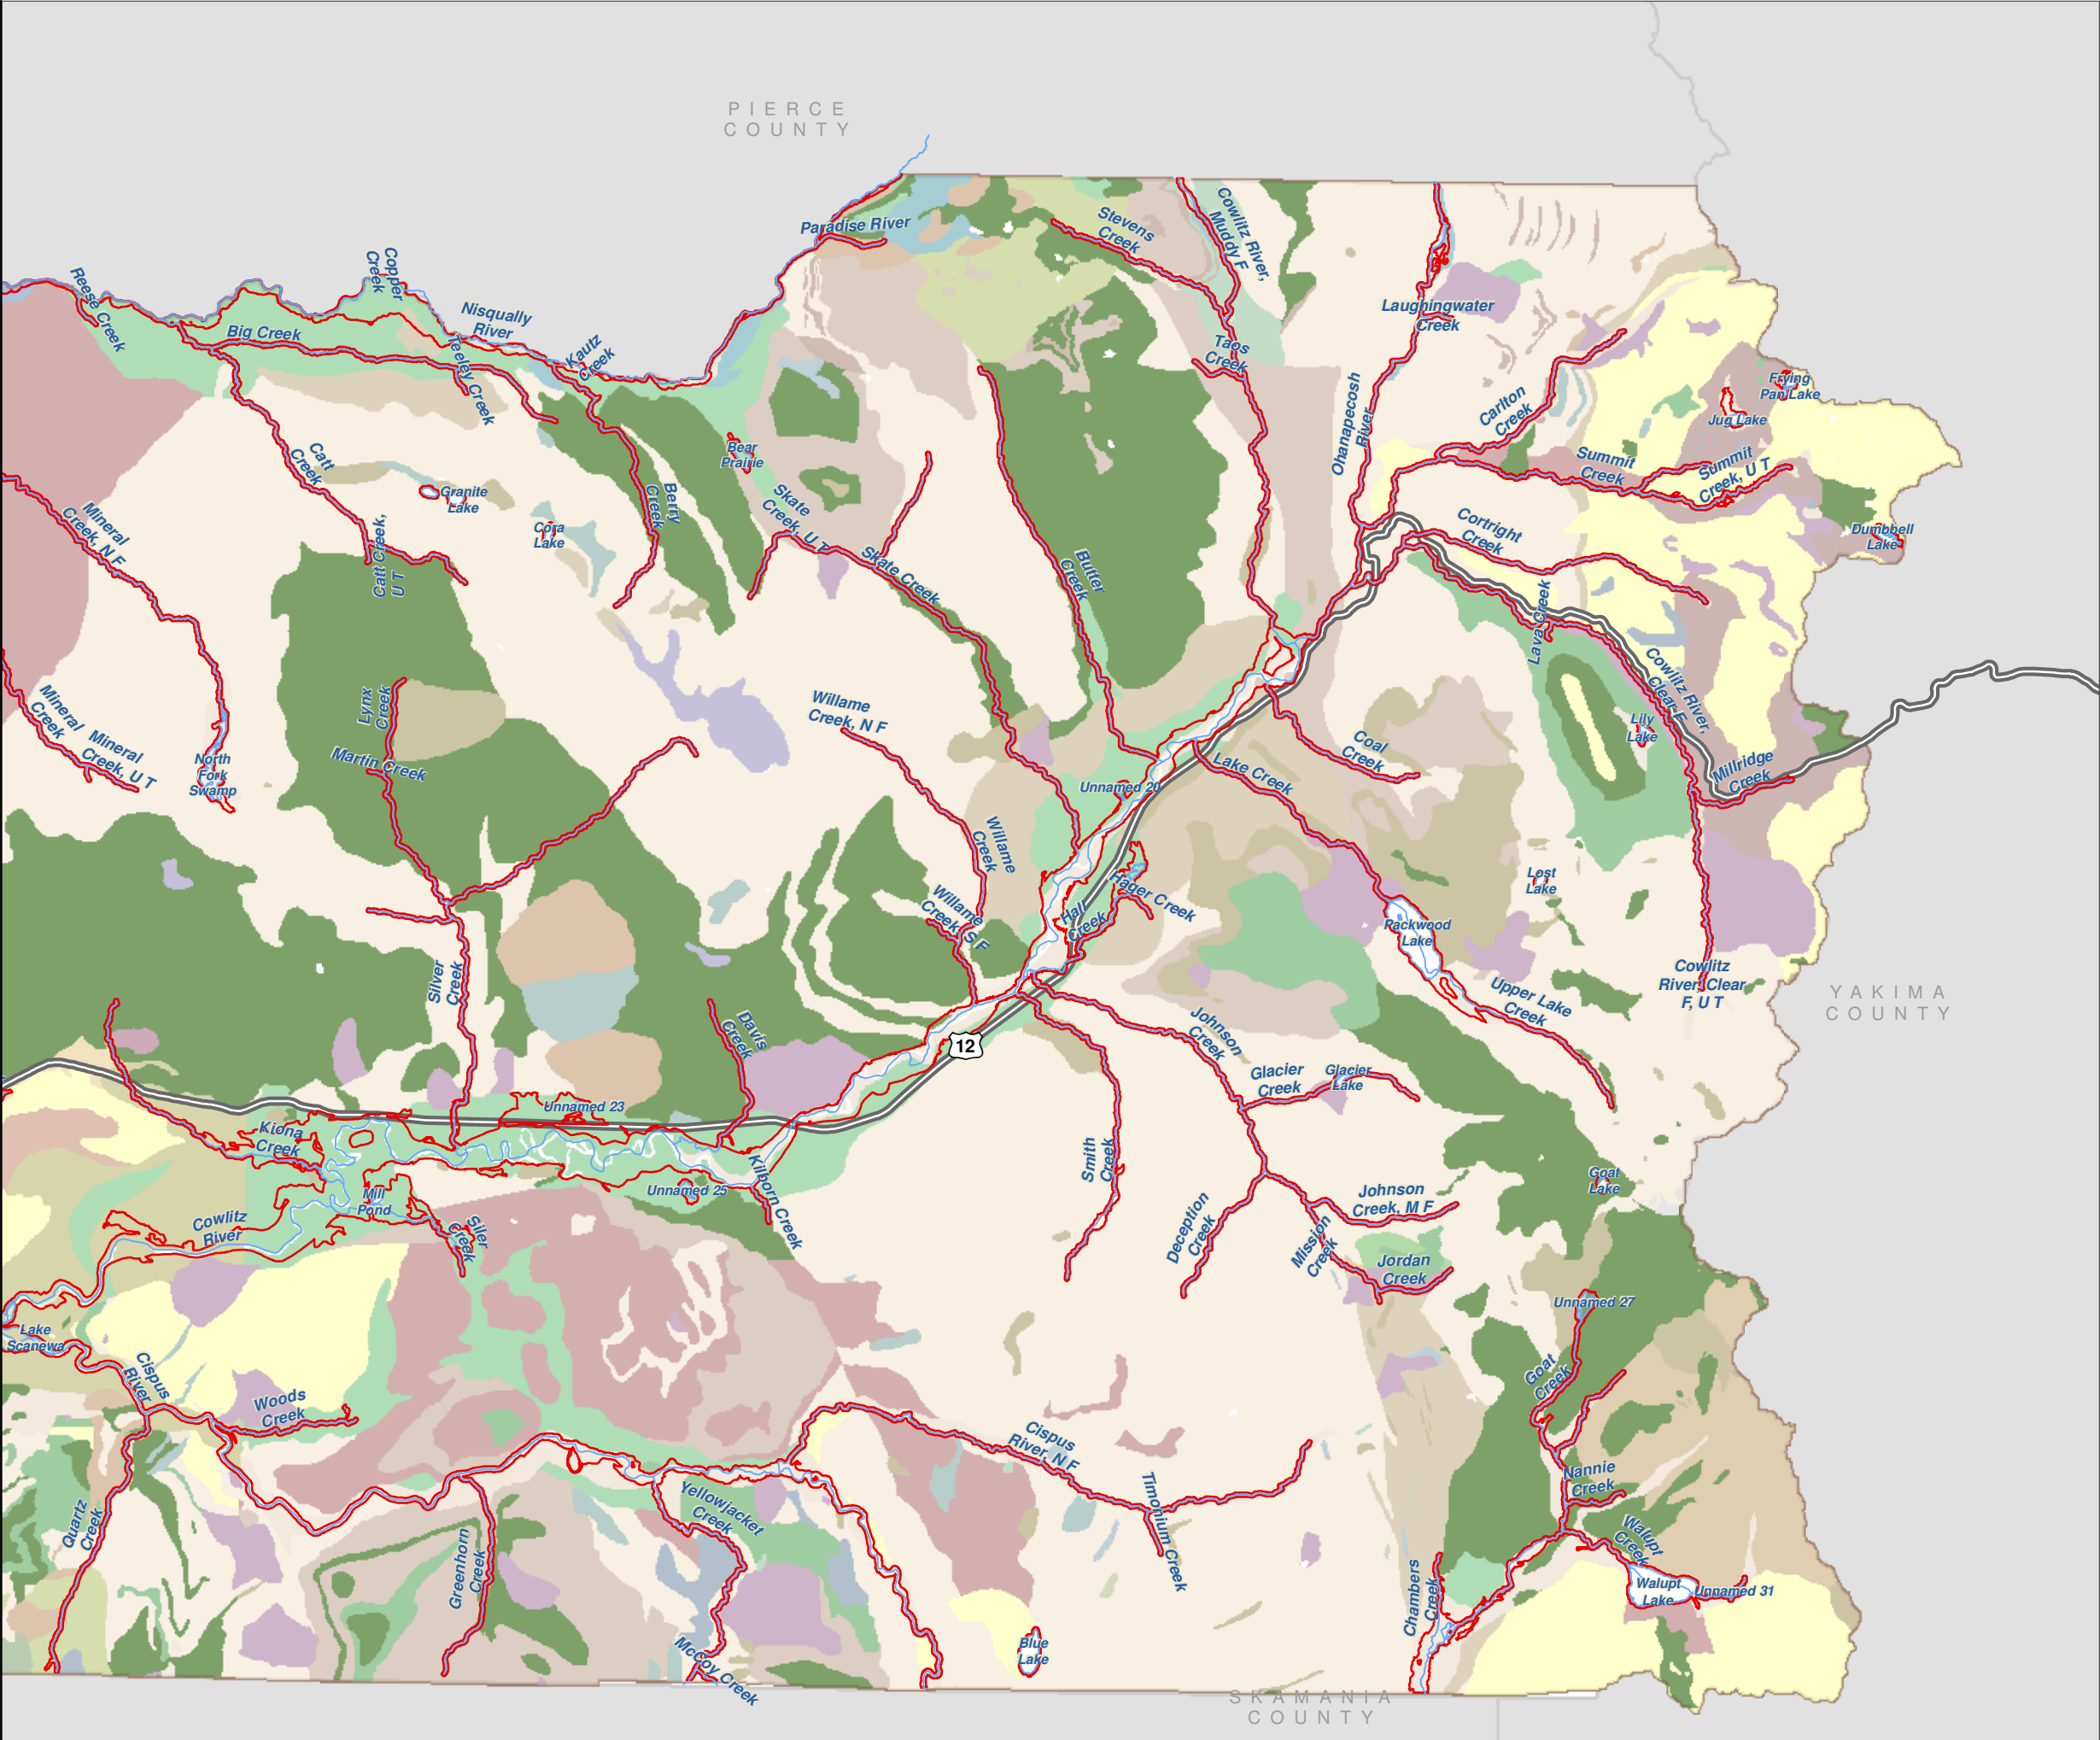 PIERCE
COUNTY
Paradise River
Stevens
Creek
Cowlitz River,
Muddy F
Reese
Creek
Copper
Creek
Nisqually
River
Big Creek
Teeley Creek
Kautz
Creek
Laughingwater
Creek
Taos
Creek
Ohanapecosh
River
Carlton
Creek
Frying
Pan Lake
Jug Lake
Summit
Creek
Summit
Creek, U T
Bear
Prairie
Catt
Creek
Granite
Lake
Cora
Lake
Berry
Creek
Skate
Creek, U T
Skate Creek
Butter
Creek
Cortright
Creek
Dumbbell
Lake
Mineral
Creek, N F
Catt Creek,
U T
Lava Creek
Cowlitz River,
Clear F
Lily
Lake
Millridge
Creek
Mineral
Creek
Mineral
Creek, U T
North
Fork
Swamp
Lynx
Creek
Martin Creek
Willame
Creek, N F
Coal
Creek
Lake Creek
Unnamed 20
Willame
Creek
Willame
Creek, S F
Hager Creek
Hall
Creek
Lost
Lake
Packwood
Lake
Cowlitz
River, Clear
F, U T
YAKIMA
COUNTY
Upper Lake
Creek
Silver
Creek
Davis
Creek
12
Johnson
Creek
Glacier
Creek
Glacier
Lake
Unnamed 23
Kiona
Creek
Smith
Creek
Kilborn Creek
Unnamed 25
Mill
Pond
Siler
Creek
Cowlitz
River
Deception
Creek
Johnson
Creek, M F
Mission
Creek
Jordan
Creek
Goat
Lake
Unnamed 27
Lake
Scanewa
Cispus
River
Woods
Creek
Goat
Creek
Cispus
River, N F
Timonium Creek
Nannie
Creek
Quartz
Creek
Yellowjacket
Creek
Greenhorn
Creek
Walupt
Creek
Walupt
Lake
Unnamed 31
Chambers
Creek
Blue
Lake
McCoy Creek
SKAMANIA
COUNTY